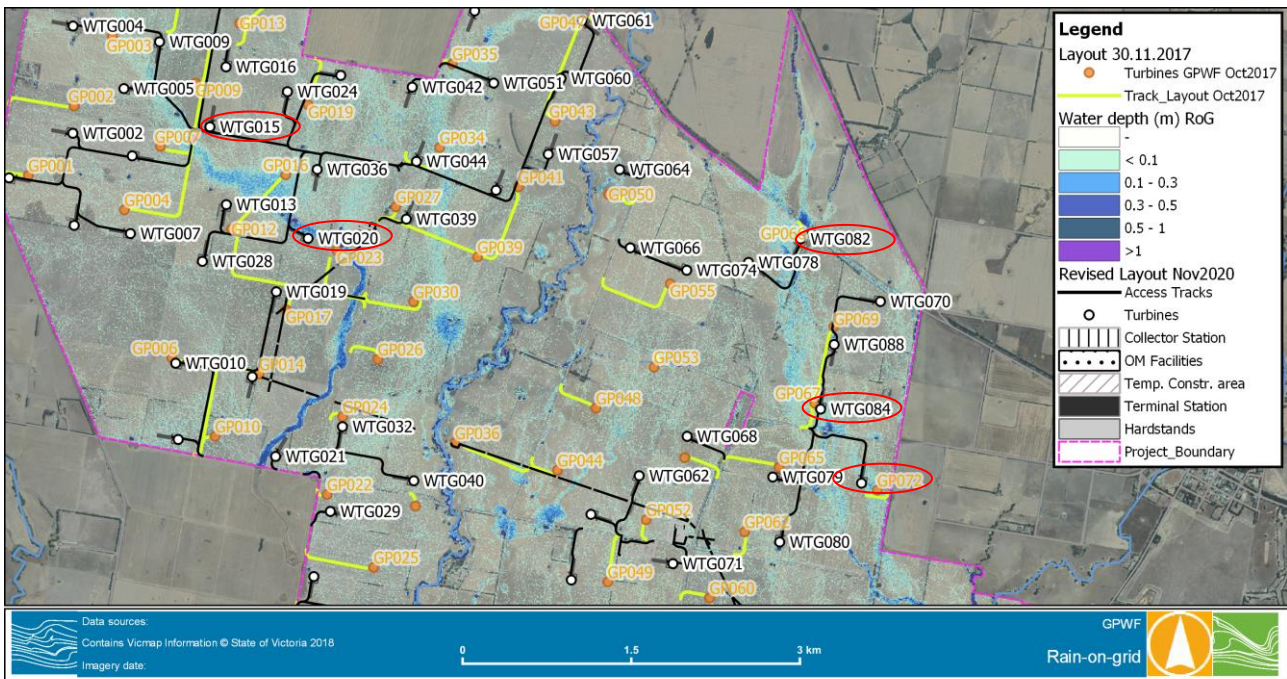 WTG004
GP003
WTG009
GP013
WTG016
GP049
WTG061
GP035
WTG005
GP009
WTG024
WTG042
WTG051
WTG060
GP002
GP019
WTG015
GP043
WTG002
GP007
GP034
WTG057
GP001
GP016
WTG036
WTG044
WTG064
GP041
GP050
GP004
WTG013
GP027
WTG039
WTG007
GP012
WTG020
WTG082
WTG028
GP023
GP039
WTG066
WTG078
WTG074
WTG019
GP017
GP030
GP055
WTG070
GP069
WTG088
GP006
WTG010
GP014
GP026
GP053
GP067
WTG084
GP024
GP048
GP010
WTG032
GP036
WTG068
WTG021
GP044
GP065
WTG040
WTG062
WTG079
GP022
WTG029
GP052
GP062
WTG080
GP025
WTG071
GP049
GP060
Legend
Layout 30.11.2017
Turbines GPWF Oct2017
Track_Layout Oct2017
Water depth (m) RoG
-
< 0.1
0.1 - 0.3
0.3 - 0.5
0.5 - 1
>1
Revised Layout Nov2020
Access Tracks
Turbines
Collector Station
OM Facilities
Temp. Constr. area
Terminal Station
Hardstands
Project_Boundary
Data sources:
Contains Vicmap Information © State of Victoria 2018
Imagery date:
0
1.5
3 km
GPWF
Rain-on-grid